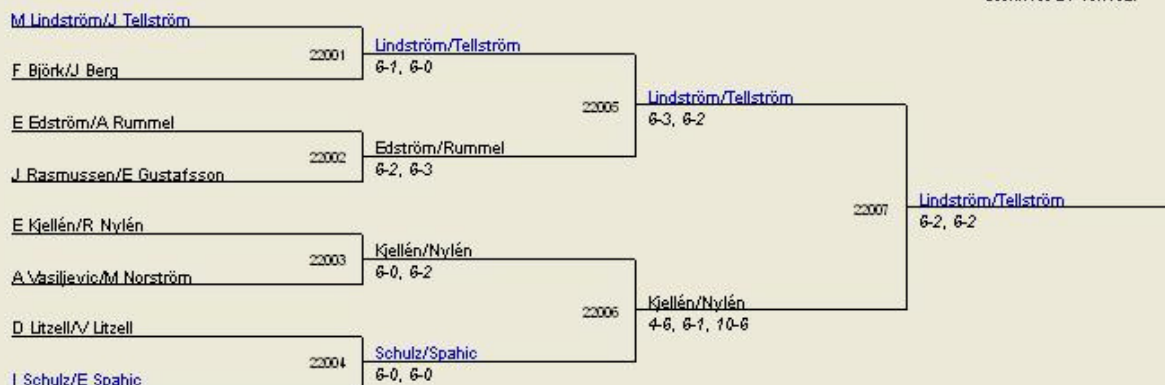 M Lindström/J Tellström
22001
Lindström/Tellström
6-1, 6-0
F Björk/J Berg
22005
Lindström/Tellström
6-3, 6-2
E Edström/A Rummel
22002
Edström/Rummel
6-2, 6-3
J Rasmussen/E Gustafsson
22007
Lindström/Tellström
6-2, 6-2
E Kjellén/R Nylén
22003
Kjellén/Nylén
6-0, 6-2
A Vasiljevic/M Norström
22006
Kjellén/Nylén
4-6, 6-1, 10-6
D Litzell/V Litzell
22004
Schulz/Spahic
6-0, 6-0
I Schulz/E Spahic